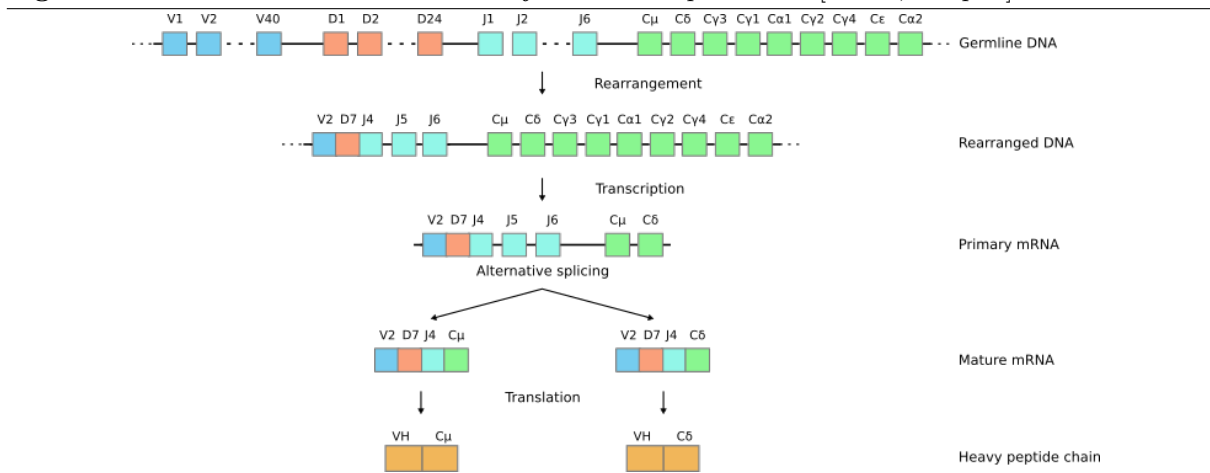 V1 V2 V40 D1 D2 D24 J1 J2 J6 Cμ Cδ Cγ3 Cγ1 Cα1 Cγ2 Cγ4 Cε Cα2
Germline DNA
Rearrangement
V2 D7 J4 J5 J6 Cμ Cδ Cγ3 Cγ1 Cα1 Cγ2 Cγ4 Cε Cα2
Rearranged DNA
Transcription
V2 D7 J4 J5 J6 Cμ Cδ
Primary mRNA
Alternative splicing
V2 D7 J4 Cμ V2 D7 J4 Cδ
Mature mRNA
Translation
VH Cμ VH Cδ
Heavy peptide chain